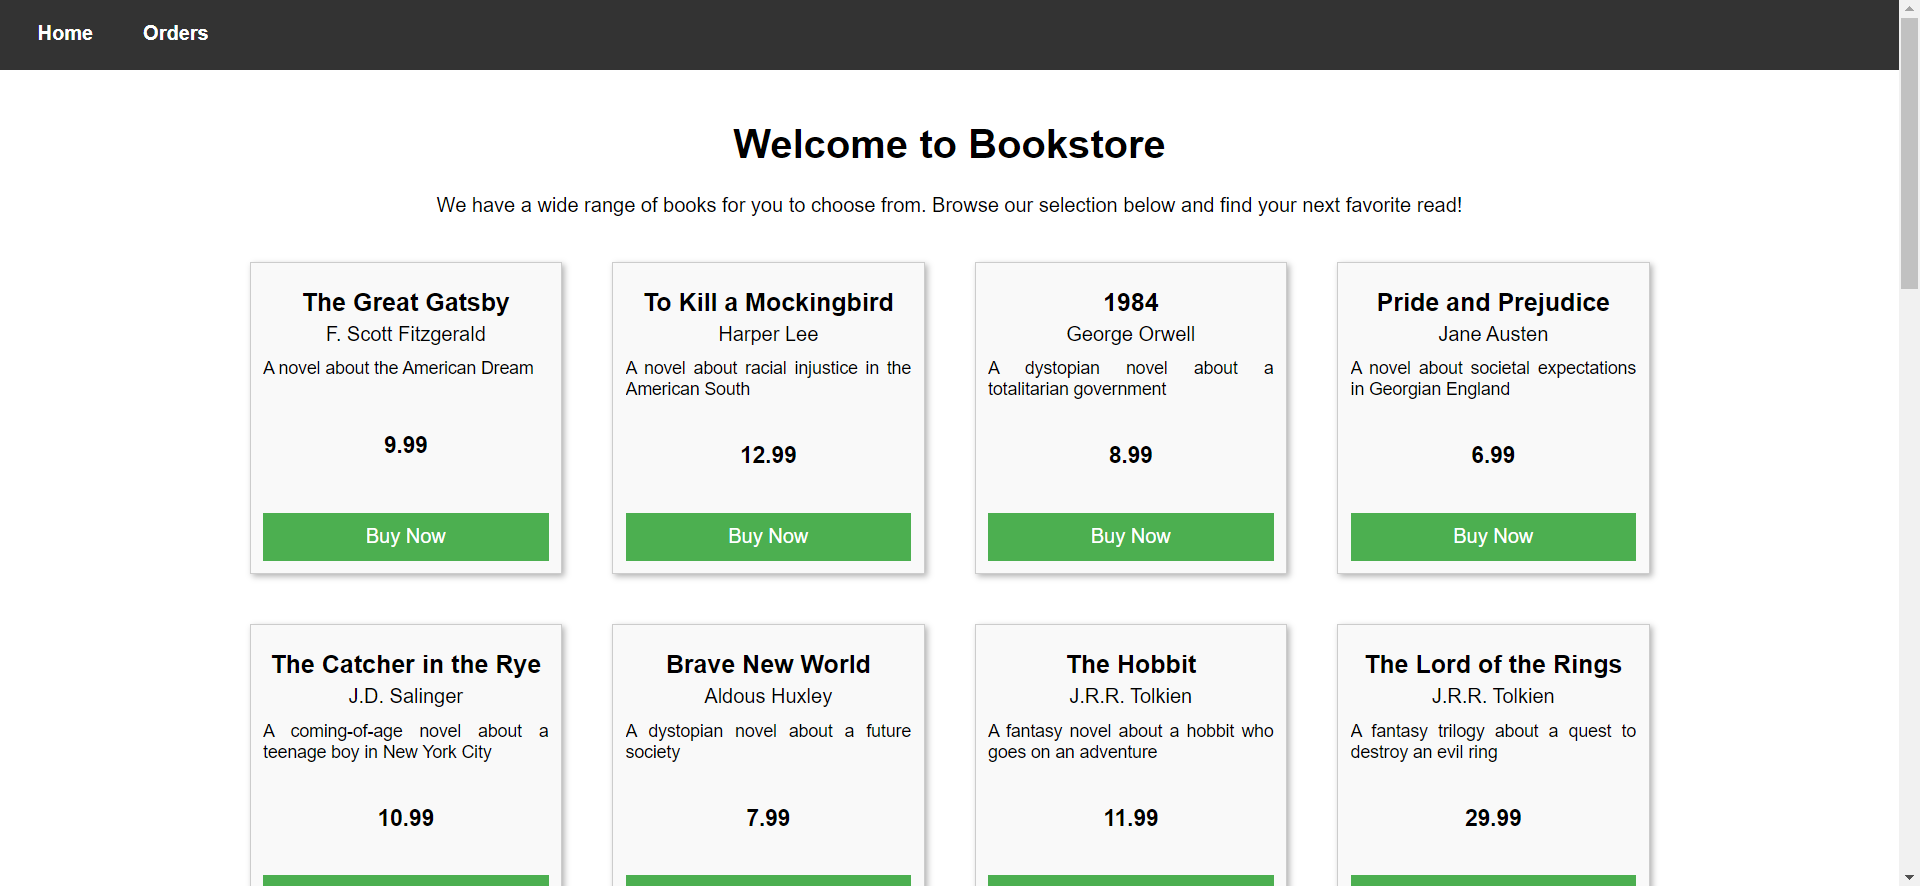 Home Orders
Welcome to Bookstore
We have a wide range of books for you to choose from. Browse our selection below and find your next favorite read!
The Great Gatsby
F. Scott Fitzgerald
A novel about the American Dream
9.99
Buy Now
To Kill a Mockingbird
Harper Lee
A novel about racial injustice in the
American South
12.99
Buy Now
1984
George Orwell
A dystopian novel about a
totalitarian government
8.99
Buy Now
Pride and Prejudice
Jane Austen
A novel about societal expectations
in Georgian England
6.99
Buy Now
The Catcher in the Rye
J.D. Salinger
A coming-of-age novel about a
teenage boy in New York City
10.99
Brave New World
Aldous Huxley
A dystopian novel about a future
society
7.99
The Hobbit
J.R.R. Tolkien
A fantasy novel about a hobbit who
goes on an adventure
11.99
The Lord of the Rings
J.R.R. Tolkien
A fantasy trilogy about a quest to
destroy an evil ring
29.99